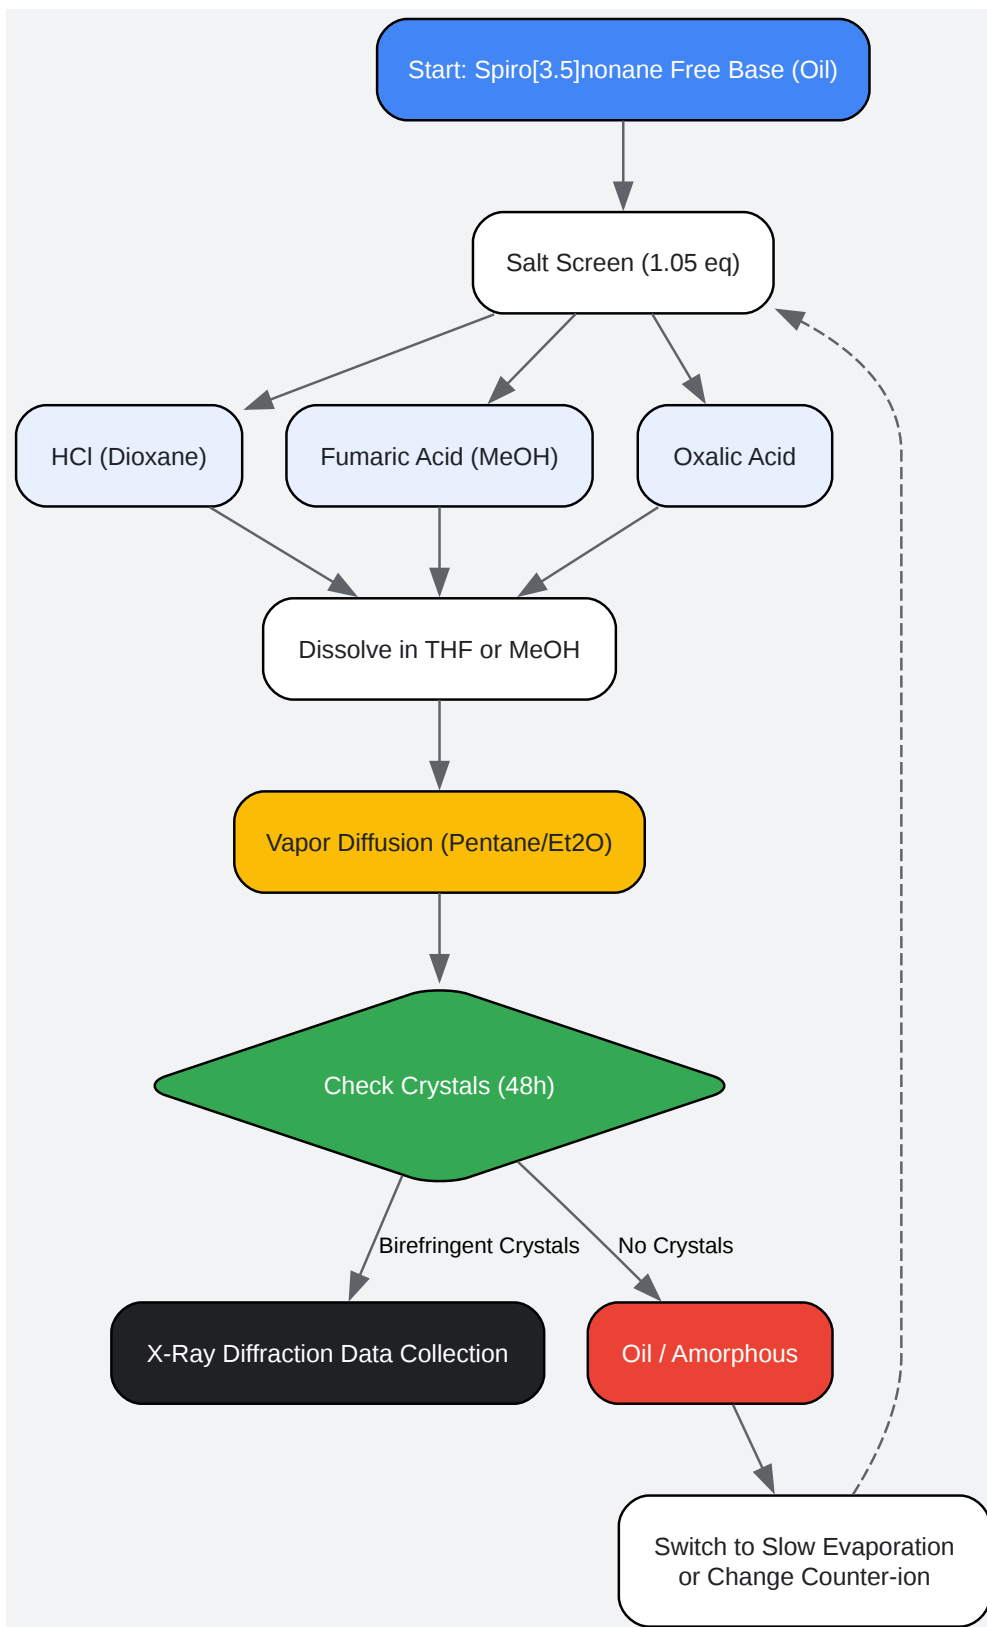 Start: Spiro[3.5]nonane Free Base (Oil)
Salt Screen (1.05 eq)
HCl (Dioxane)
Fumaric Acid (MeOH)
Oxalic Acid
Dissolve in THF or MeOH
Vapor Diffusion (Pentane/Et2O)
Check Crystals (48h)
Birefringent Crystals
No Crystals
X-Ray Diffraction Data Collection
Oil / Amorphous
Switch to Slow Evaporation
or Change Counter-ion